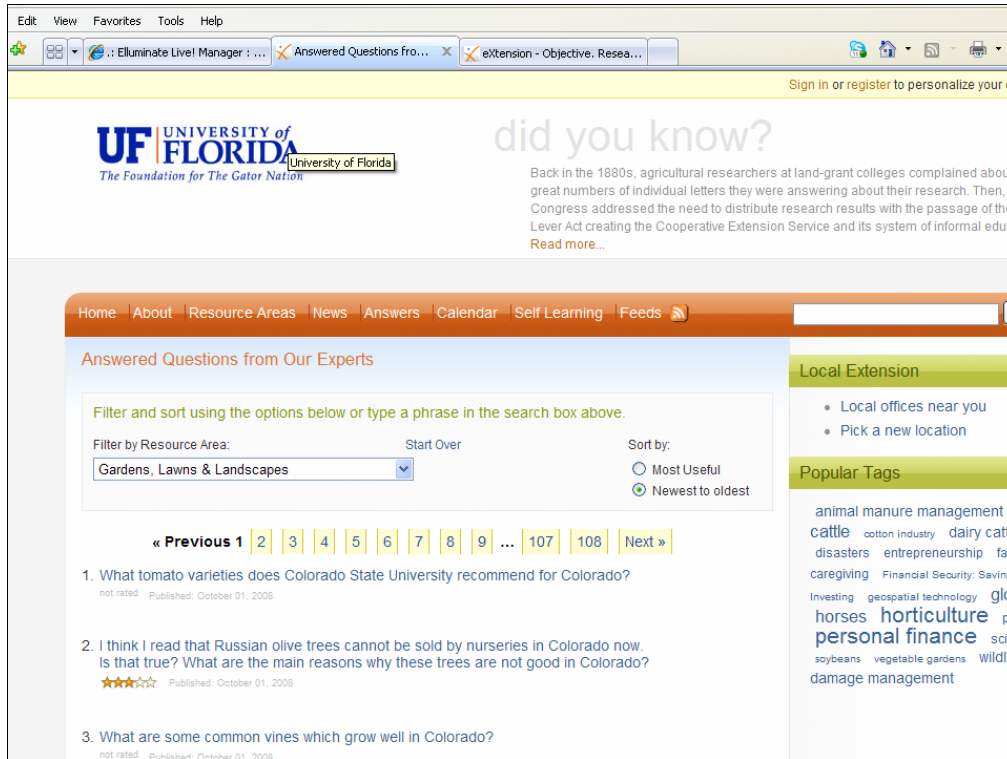 Edit View Favorites Tools Help
.: Elluminate Live! Manager : ... Answered Questions fro... X eXtension - Objective. Resea...
Sign in or register to personalize your
UF UNIVERSITY of FLORIDA
The Foundation for The Gator Nation
University of Florida
did you know?
Back in the 1880s, agricultural researchers at land-grant colleges complained abou
great numbers of individual letters they were answering about their research. Then,
Congress addressed the need to distribute research results with the passage of the
Lever Act creating the Cooperative Extension Service and its system of informal edu
Read more...
Home About Resource Areas News Answers Calendar Self Learning Feeds
Answered Questions from Our Experts
Filter and sort using the options below or type a phrase in the search box above.
Filter by Resource Area: Start Over Sort by:
Gardens, Lawns & Landscapes
Most Useful
Newest to oldest
« Previous 1 2 3 4 5 6 7 8 9 ... 107 108 Next »
1. What tomato varieties does Colorado State University recommend for Colorado?
not rated Published: October 01, 2008
2. I think I read that Russian olive trees cannot be sold by nurseries in Colorado now.
Is that true? What are the main reasons why these trees are not good in Colorado?
Published: October 01, 2008
3. What are some common vines which grow well in Colorado?
not rated Published: October 01, 2008
Local Extension
Local offices near you
Pick a new location
Popular Tags
animal manure management
cattle cotton industry dairy catt
disasters entrepreneurship fa
caregiving Financial Security: Savin
Investing geospatial technology glo
horses horticulture p
personal finance sci
soybeans vegetable gardens wildl
damage management